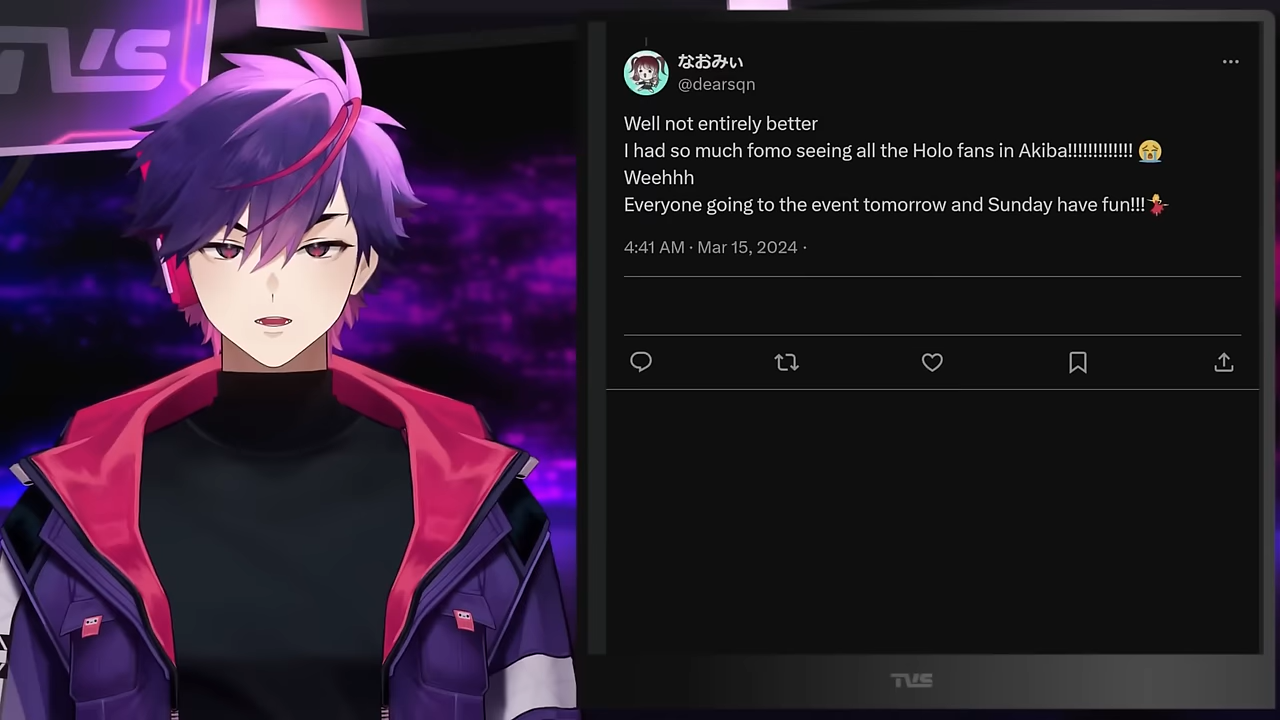 TVS
なおみぃ
@dearsqn
Well not entirely better
I had so much fomo seeing all the Holo fans in Akiba!!!!!!!!!!!!! 😭
Weehhh
Everyone going to the event tomorrow and Sunday have fun!!!💃
4:41 AM · Mar 15, 2024 ·
TVS